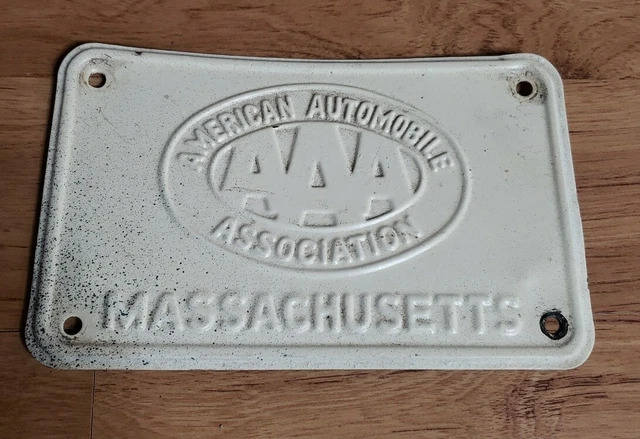 AMERICAN AUTOMOBILE
AAA
ASSOCIATION
MASSACHUSETTS